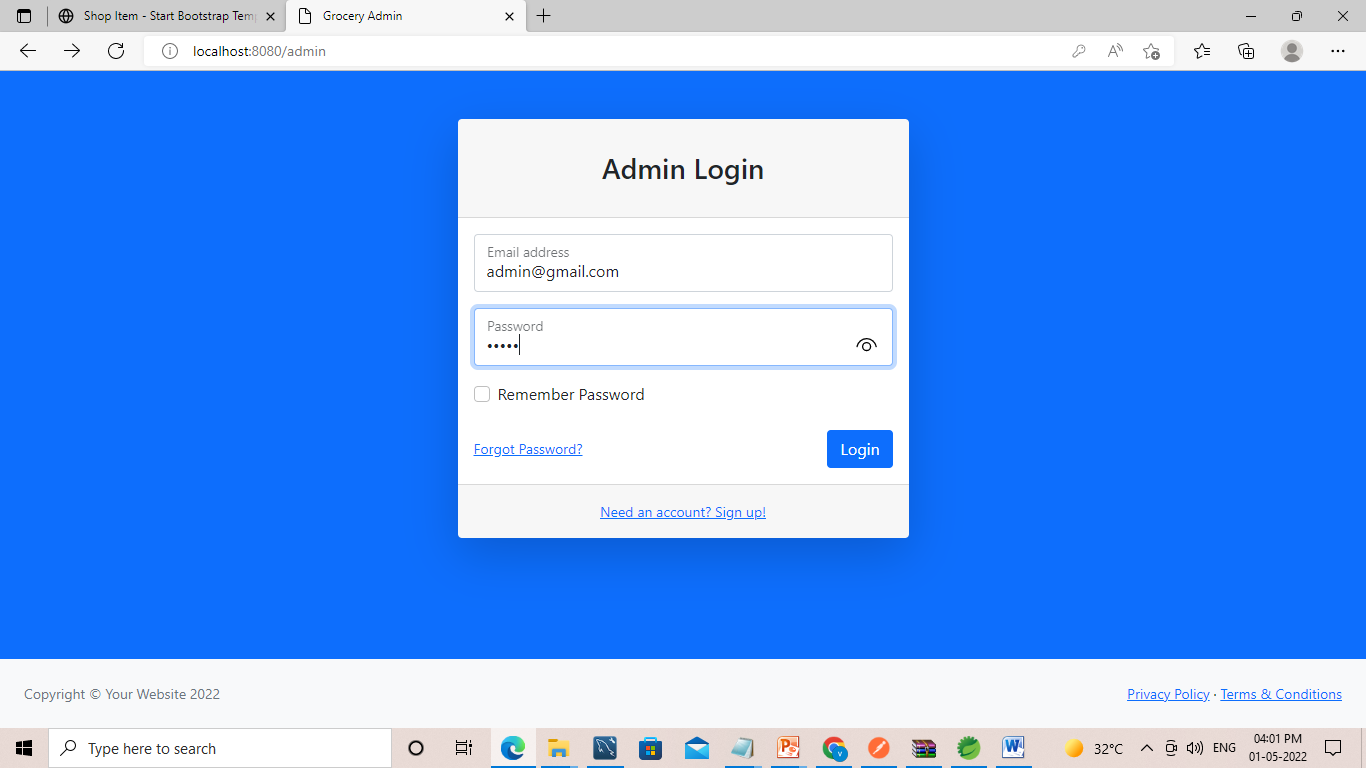 Shop Item - Start Bootstrap Temp
Grocery Admin
localhost:8080/admin
Admin Login
Email address
admin@gmail.com
Password
•••••
Remember Password
Forgot Password?
Login
Need an account? Sign up!
Copyright © Your Website 2022
Privacy Policy · Terms & Conditions
Type here to search
32°C
ENG
04:01 PM
01-05-2022